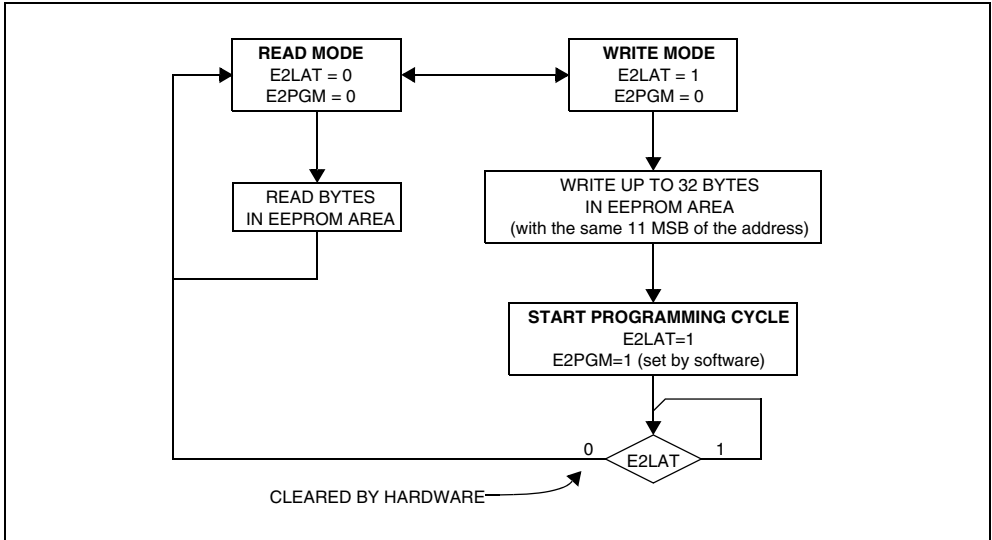 READ MODE
E2LAT = 0
E2PGM = 0
WRITE MODE
E2LAT = 1
E2PGM = 0
READ BYTES
IN EEPROM AREA
WRITE UP TO 32 BYTES
IN EEPROM AREA
(with the same 11 MSB of the address)
START PROGRAMMING CYCLE
E2LAT=1
E2PGM=1 (set by software)
0
E2LAT
1
CLEARED BY HARDWARE